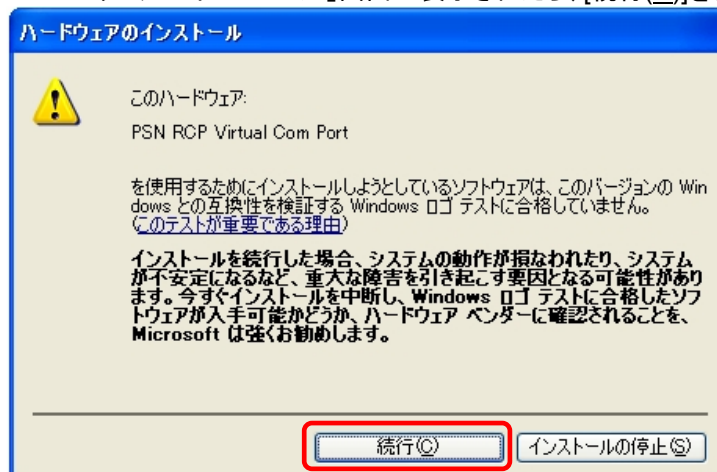 ハードウェアのインストール
このハードウェア:
PSN RCP Virtual Com Port
を使用するためにインストールしようとしているソフトウェアは、このバージョンの Win
dows との互換性を検証する Windows ロゴ テストに合格していません。
(このテストが重要である理由)
インストールを続行した場合、システムの動作が損なわれたり、システム
が不安定になるなど、重大な障害を引き起こす要因となる可能性があり
ます。今すぐインストールを中断し、Windows ロゴ テストに合格したソフ
トウェアが入手可能かどうか、ハードウェア ベンダーに確認されることを、
Microsoft は強くお勧めします。
続行(C) インストールの停止(S)